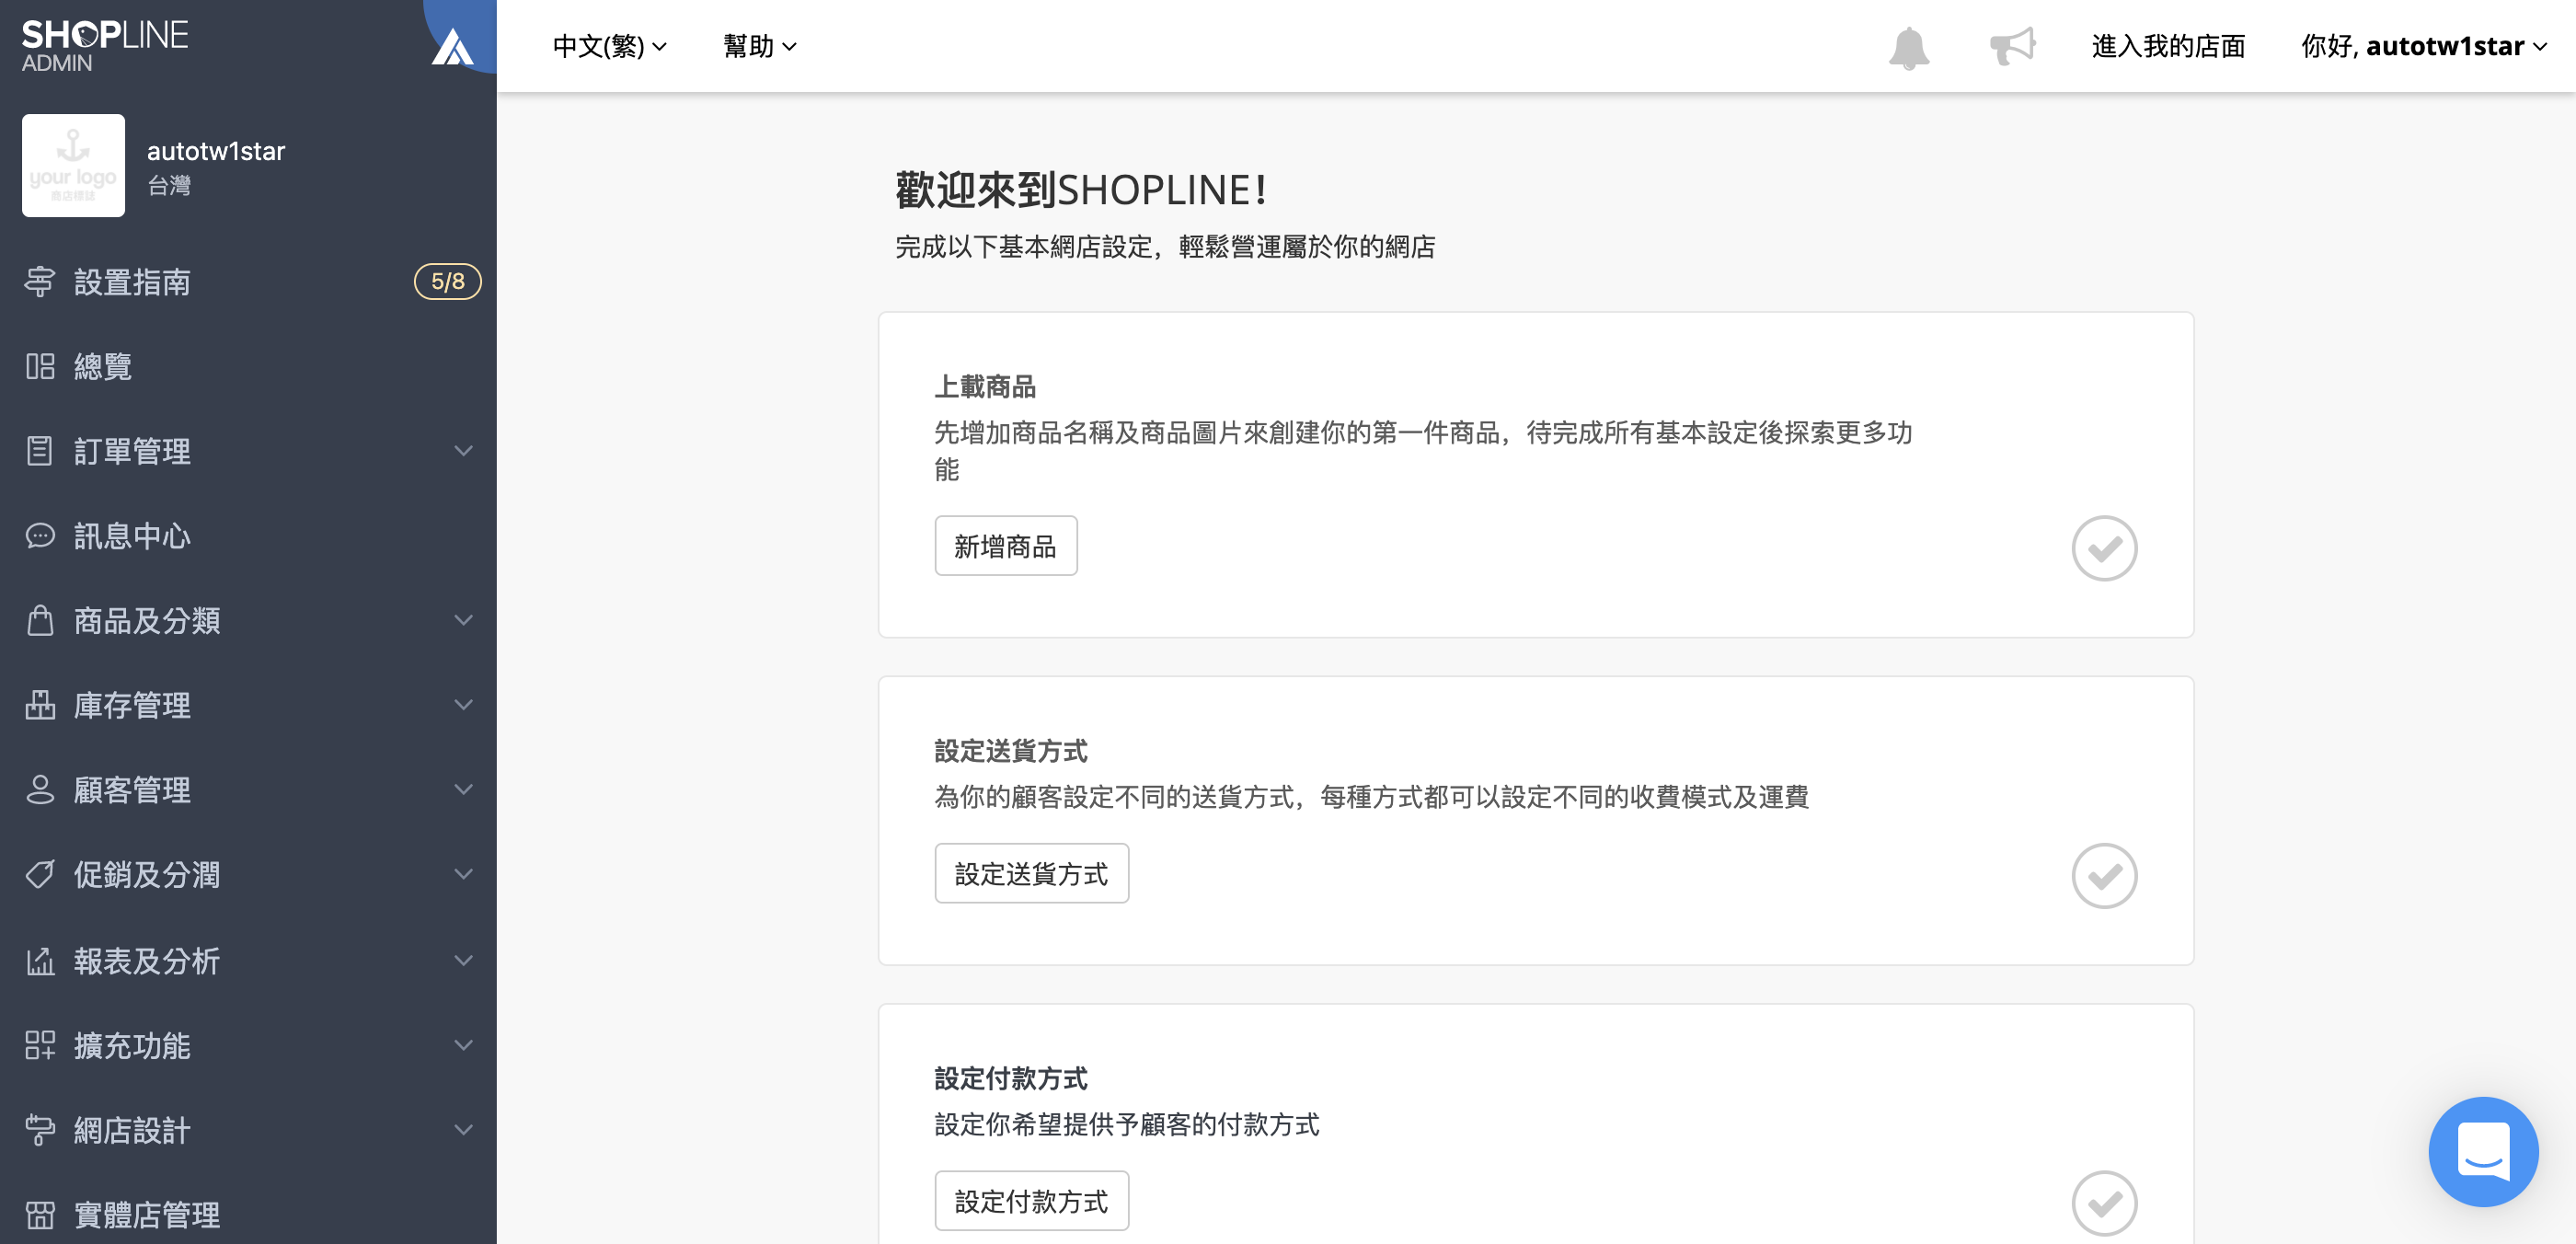 SHOPLINE
ADMIN
中文(繁)
幫助
進入我的店面
你好, autotw1star
your logo
商店標誌
autotw1star
台灣
設置指南
5/8
總覽
訂單管理
訊息中心
商品及分類
庫存管理
顧客管理
促銷及分潤
報表及分析
擴充功能
網店設計
實體店管理
歡迎來到SHOPLINE!
完成以下基本網店設定，輕鬆營運屬於你的網店
上載商品
先增加商品名稱及商品圖片來創建你的第一件商品，待完成所有基本設定後探索更多功
能
新增商品
設定送貨方式
為你的顧客設定不同的送貨方式，每種方式都可以設定不同的收費模式及運費
設定送貨方式
設定付款方式
設定你希望提供予顧客的付款方式
設定付款方式